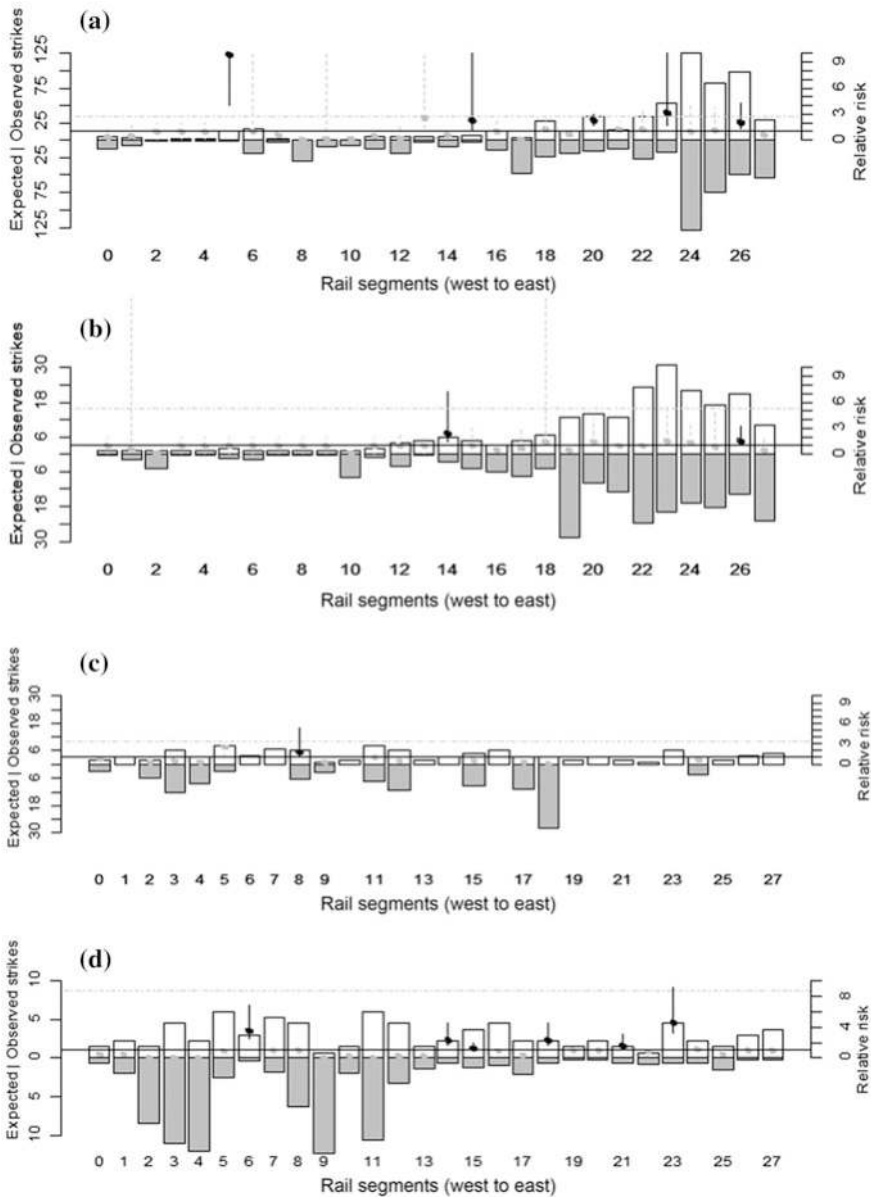 (a)
Expected | Observed strikes
125 75 25 25 75 125
0 3 6 9
Relative risk
0 2 4 6 8 10 12 14 16 18 20 22 24 26
Rail segments (west to east)
(b)
Expected | Observed strikes
30 18 6 6 18 30
0 3 6 9
Relative risk
0 2 4 6 8 10 12 14 16 18 20 22 24 26
Rail segments (west to east)
(c)
Expected | Observed strikes
30 18 6 6 18 30
0 3 6 9
Relative risk
0 1 2 3 4 5 6 7 8 9 11 13 15 17 19 21 23 25 27
Rail segments (west to east)
(d)
Expected | Observed strikes
10 5 0 5 10
0 4 8
Relative risk
0 1 2 3 4 5 6 7 8 9 11 13 15 17 19 21 23 25 27
Rail segments (west to east)